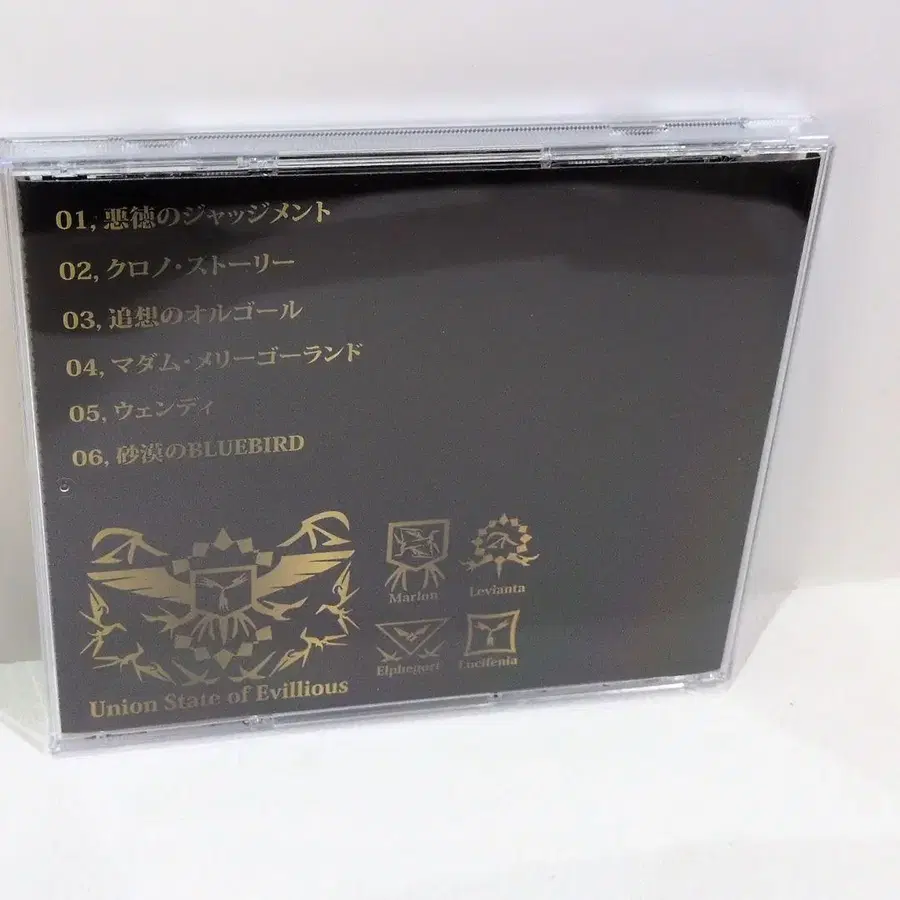 01, 悪徳のジャッジメント
02, クロノ・ストーリー
03, 追想のオルゴール
04, マダム・メリーゴーランド
05, ウェンディ
06, 砂漠のBLUEBIRD
Marlon
Levianta
Elphegort
Lucifenia
Union State of Evillious